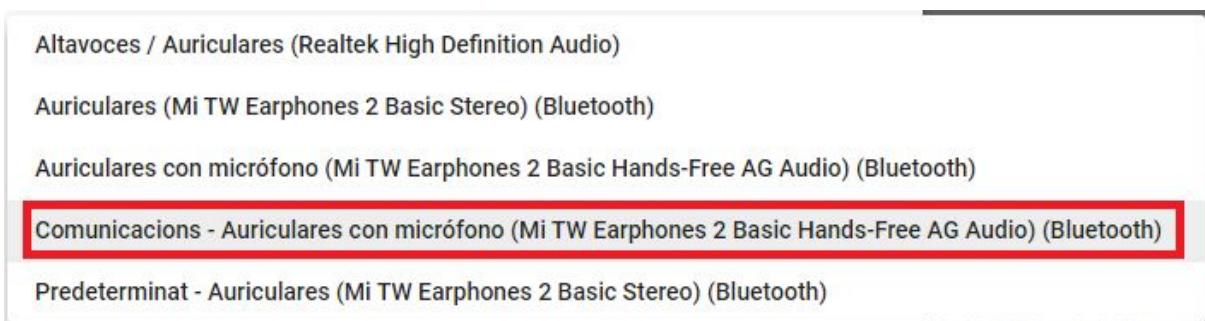 Altavoces / Auriculares (Realtek High Definition Audio)
Auriculares (Mi TW Earphones 2 Basic Stereo) (Bluetooth)
Auriculares con micrófono (Mi TW Earphones 2 Basic Hands-Free AG Audio) (Bluetooth)
Comunicacions - Auriculares con micrófono (Mi TW Earphones 2 Basic Hands-Free AG Audio) (Bluetooth)
Predeterminat - Auriculares (Mi TW Earphones 2 Basic Stereo) (Bluetooth)